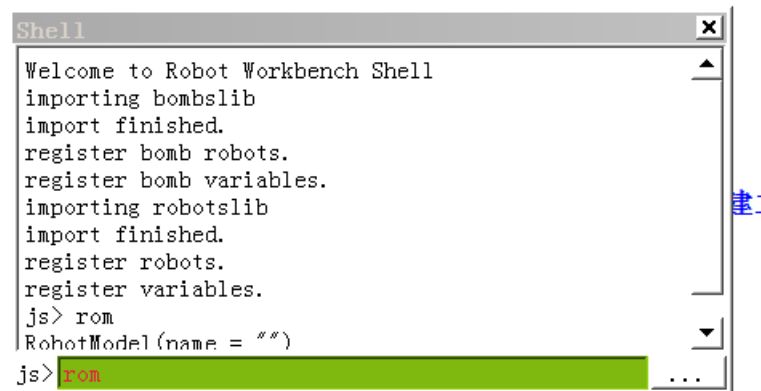 Shell
Welcome to Robot Workbench Shell
importing bombslib
import finished.
register bomb robots.
register bomb variables.
importing robotslib
import finished.
register robots.
register variables.
js> rom
RobotModel(name = "")
js> rom
...
建